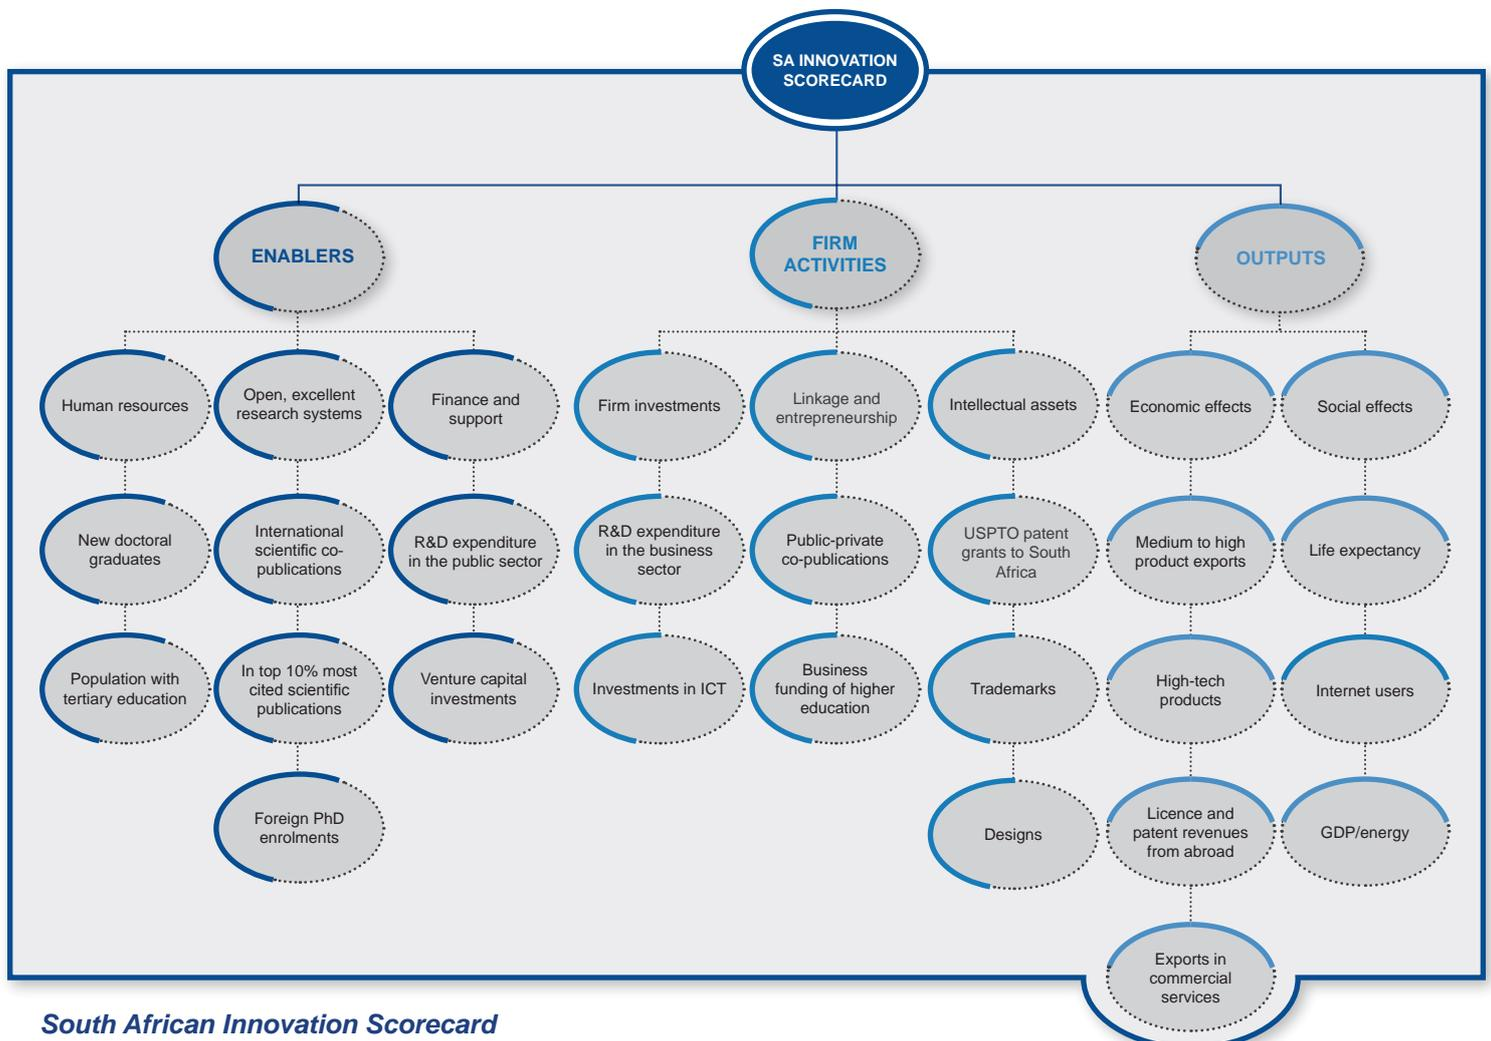 SA INNOVATION
SCORECARD
ENABLERS
FIRM
ACTIVITIES
OUTPUTS
Human resources
Open, excellent
research systems
Finance and
support
Firm investments
Linkage and
entrepreneurship
Intellectual assets
Economic effects
Social effects
New doctoral
graduates
International
scientific co-
publications
R&D expenditure
in the public sector
R&D expenditure
in the business
sector
Public-private
co-publications
USPTO patent
grants to South
Africa
Medium to high
product exports
Life expectancy
Population with
tertiary education
In top 10% most
cited scientific
publications
Venture capital
investments
Investments in ICT
Business
funding of higher
education
Trademarks
High-tech
products
Internet users
Foreign PhD
enrolments
Designs
Licence and
patent revenues
from abroad
GDP/energy
Exports in
commercial
services
South African Innovation Scorecard